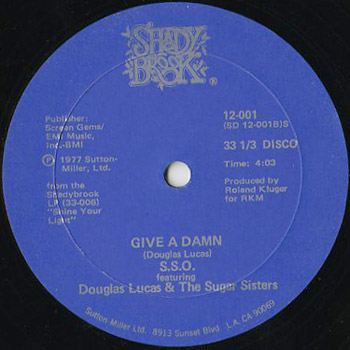 SHADY
BROOK
®
Publisher:
Screen Gems/
EMI Music,
Inc.-BMI
℗ 1977 Sutton-
Miller, Ltd.
from the
Shadybrook
LP (33-006)
"Shine Your
Light"
12-001
(SD 12-001B)S
33 1/3 DISCO
Time: 4:03
Produced by
Roland Kluger
for RKM
GIVE A DAMN
(Douglas Lucas)
S.S.O.
featuring
Douglas Lucas & The Suger Sisters
Sutton-Miller Ltd. 8913 Sunset Blvd. L.A. CA 90069